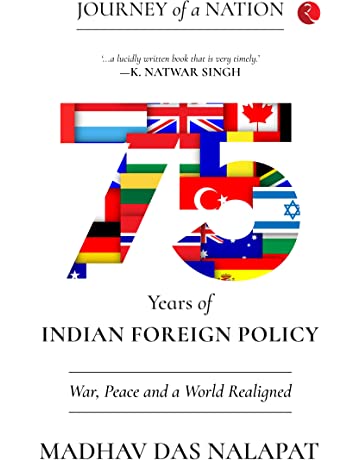 JOURNEY of a NATION
'...a lucidly written book that is very timely.'
—K. NATWAR SINGH
75
Years of
INDIAN FOREIGN POLICY
War, Peace and a World Realigned
MADHAV DAS NALAPAT